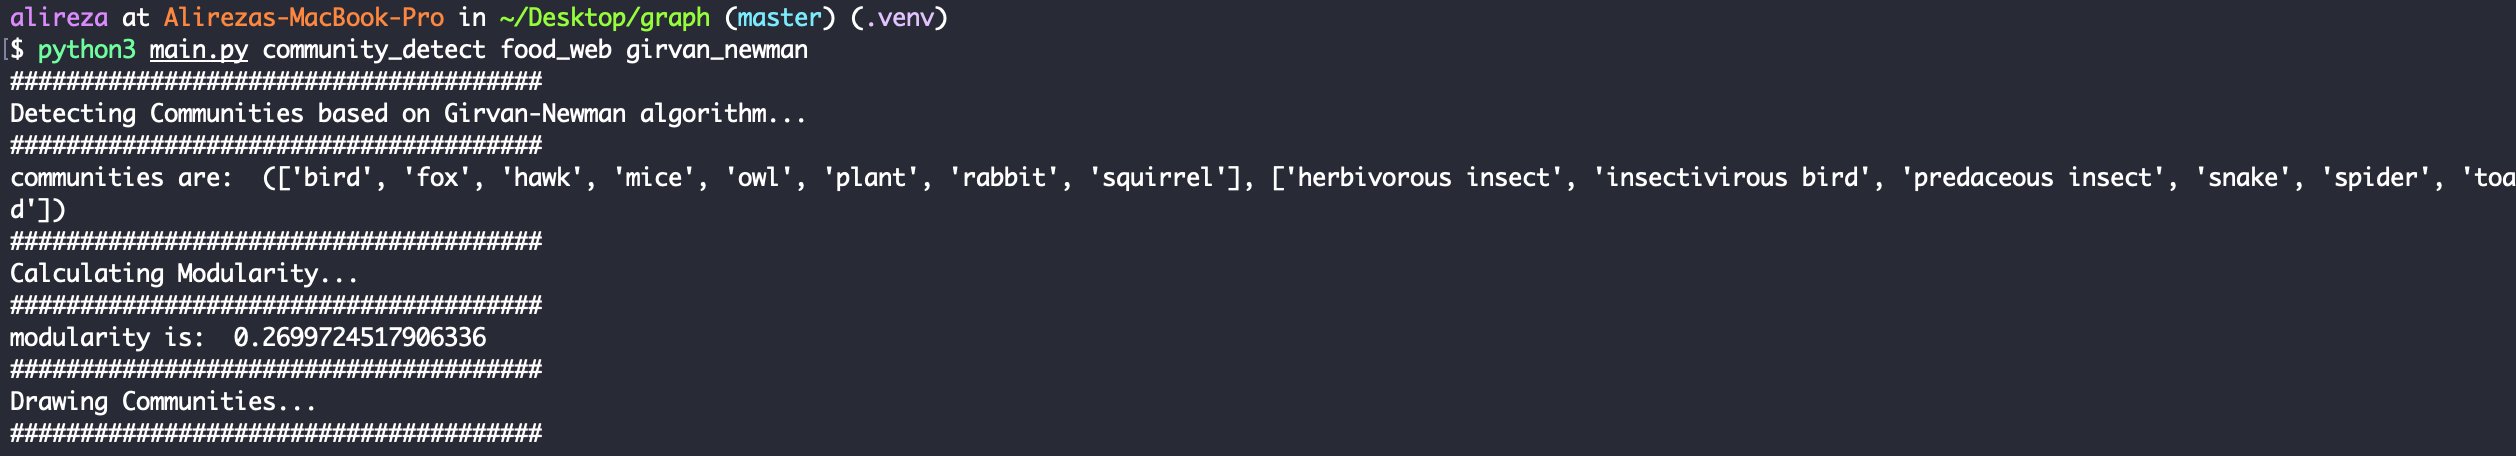 alireza at Alirezas-MacBook-Pro in ~/Desktop/graph (master) (.venv)
[$ python3 main.py community_detect food_web girvan_newman
######################################
Detecting Communities based on Girvan-Newman algorithm...
######################################
communities are:  (['bird', 'fox', 'hawk', 'mice', 'owl', 'plant', 'rabbit', 'squirrel'], ['herbivorous insect', 'insectivirous bird', 'predaceous insect', 'snake', 'spider', 'toa
d'])
######################################
Calculating Modularity...
######################################
modularity is:  0.2699724517906336
######################################
Drawing Communities...
######################################